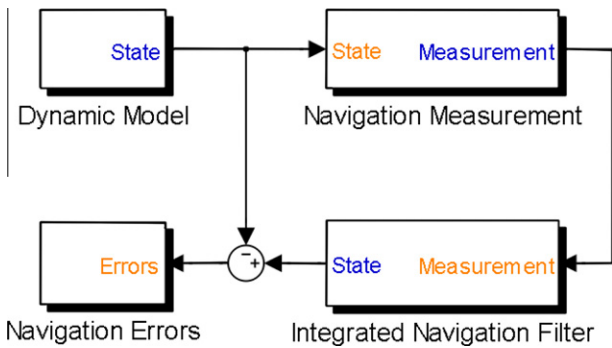 State
State Measurement
Dynamic Model
Navigation Measurement
- +
Errors
State Measurement
Navigation Errors
Integrated Navigation Filter